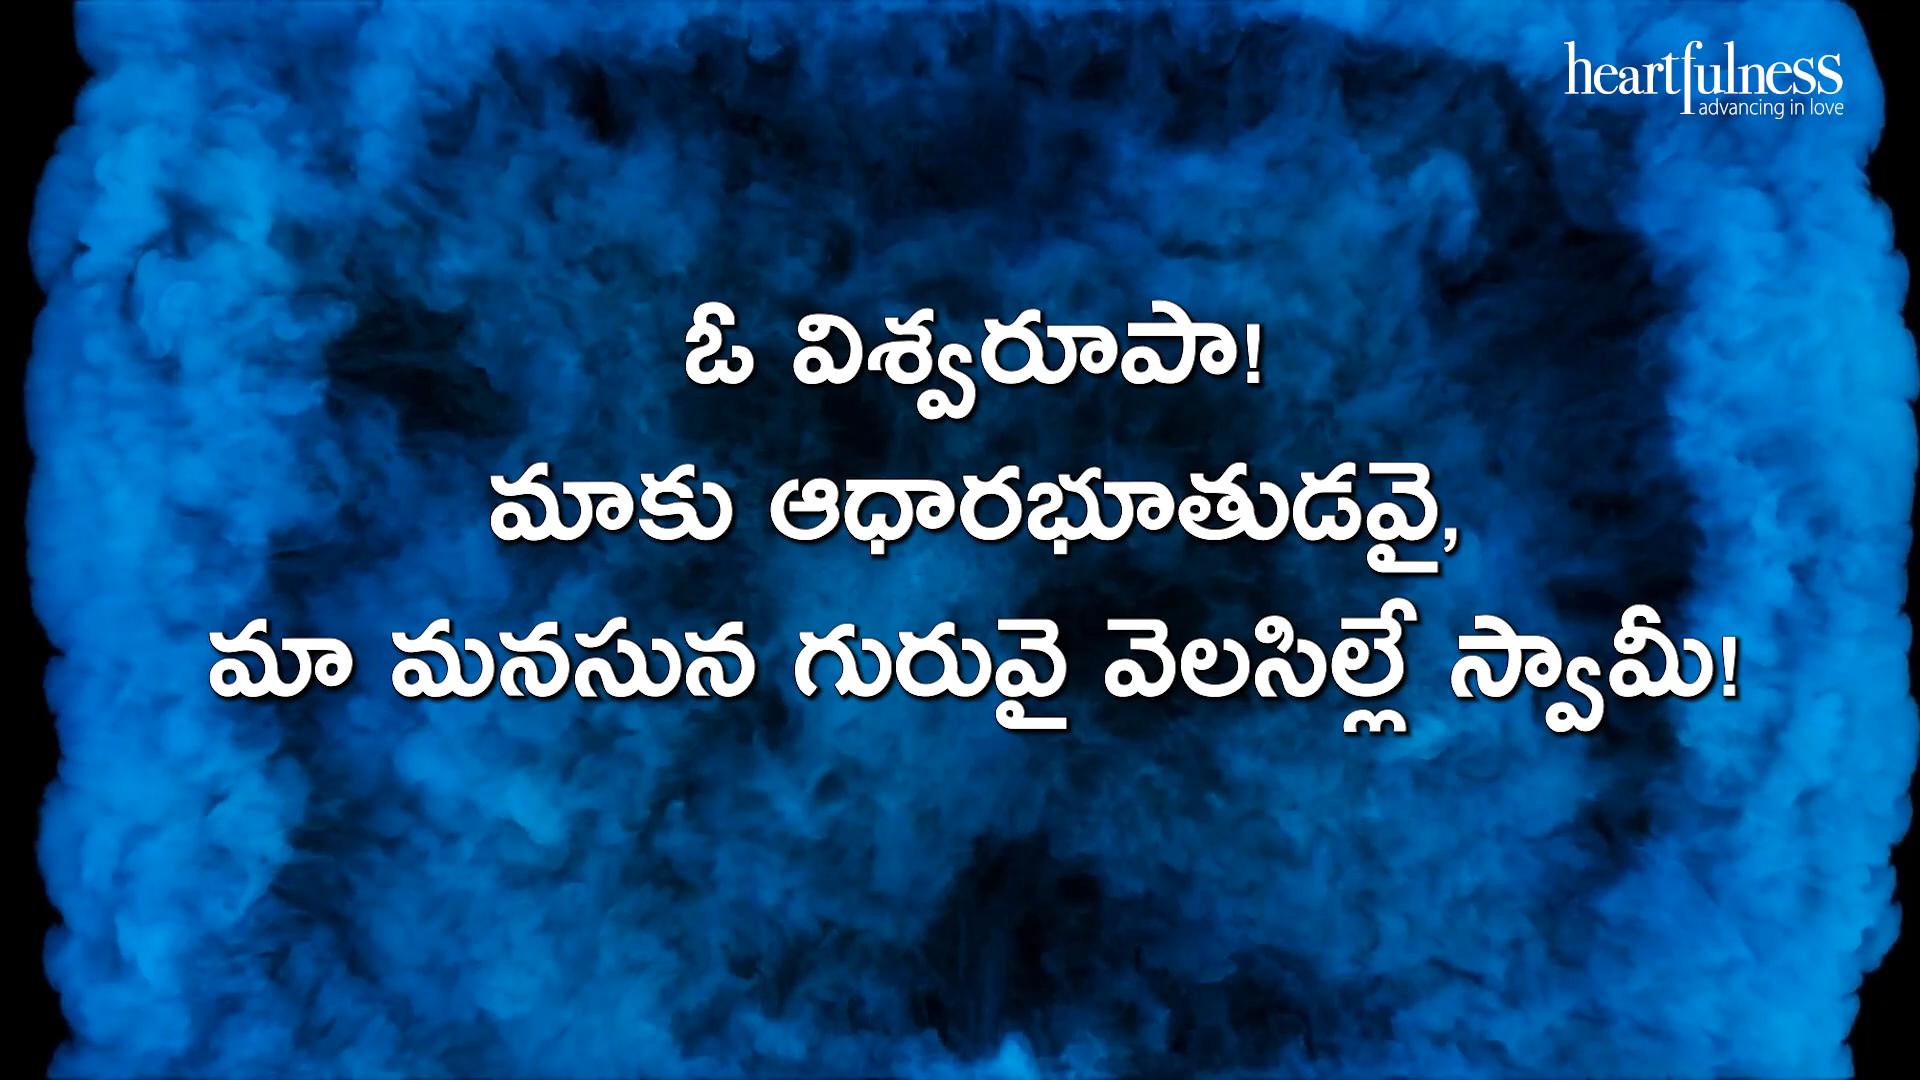 heartfulness
advancing in love
ఓ విశ్వరూపా!
మాకు ఆధారభూతుడవై,
మా మనసున గురువై వెలసిల్లే స్వామీ!